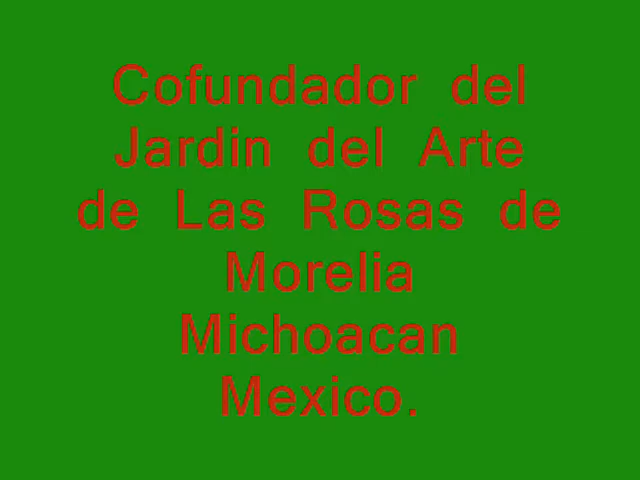 Cofundador del
Jardin del Arte
de Las Rosas de
Morelia
Michoacan
Mexico.